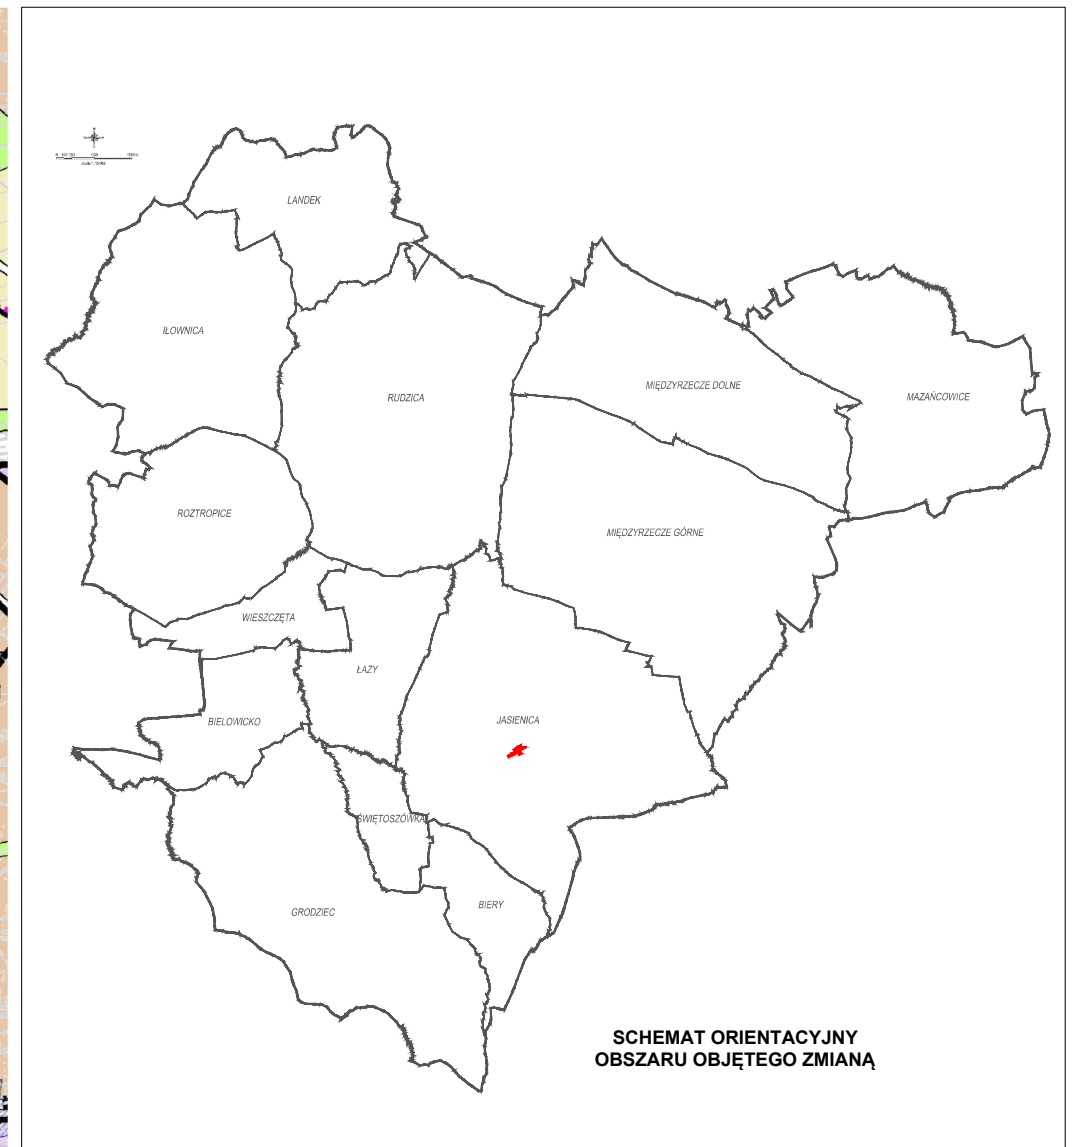 LANDEK
IŁOWNICA
RUDZICA
MIĘDZYRZECZE DOLNE
MAZAŃCOWICE
ROZTROPICE
MIĘDZYRZECZE GÓRNE
WIESZCZĘTA
ŁAZY
BIELOWICKO
JASIENICA
ŚWIĘTOSZÓWKA
BIERY
GRODZIEC
SCHEMAT ORIENTACYJNY
OBSZARU OBJĘTEGO ZMIANĄ